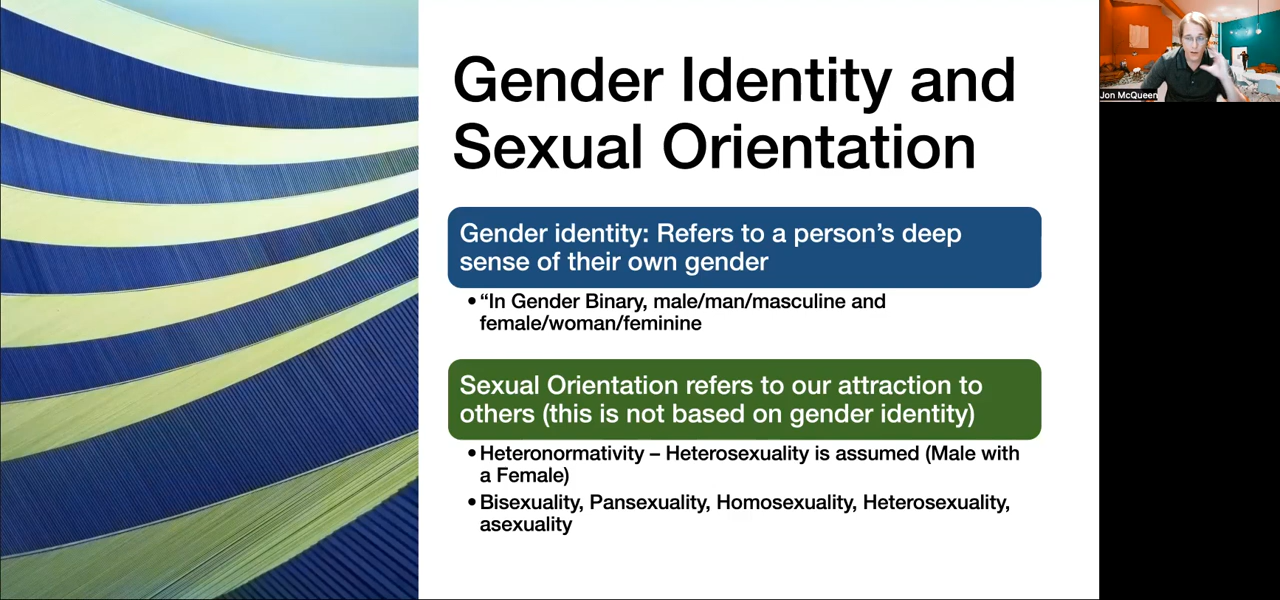 Gender Identity and
Sexual Orientation
Gender identity: Refers to a person’s deep
sense of their own gender
• “In Gender Binary, male/man/masculine and
female/woman/feminine
Sexual Orientation refers to our attraction to
others (this is not based on gender identity)
• Heteronormativity – Heterosexuality is assumed (Male with
a Female)
• Bisexuality, Pansexuality, Homosexuality, Heterosexuality,
asexuality
Jon McQueen